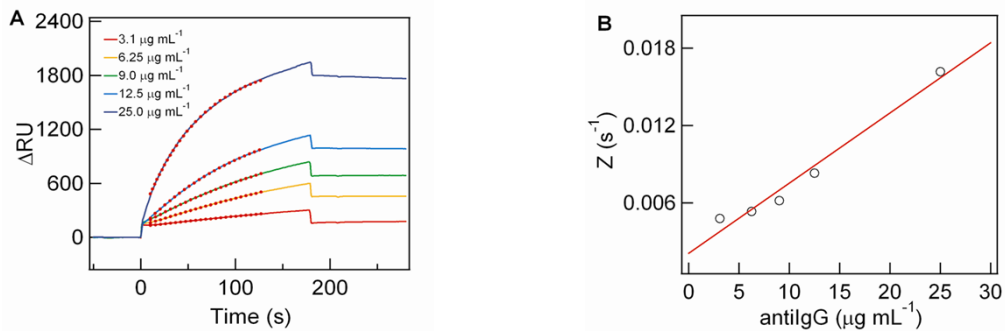 A
2400
1800
1200
600
0
ΔRU
3.1 μg mL⁻¹
6.25 μg mL⁻¹
9.0 μg mL⁻¹
12.5 μg mL⁻¹
25.0 μg mL⁻¹
0 100 200
Time (s)
B
0.018
0.012
0.006
Z (s⁻¹)
0 5 10 15 20 25 30
antiIgG (μg mL⁻¹)